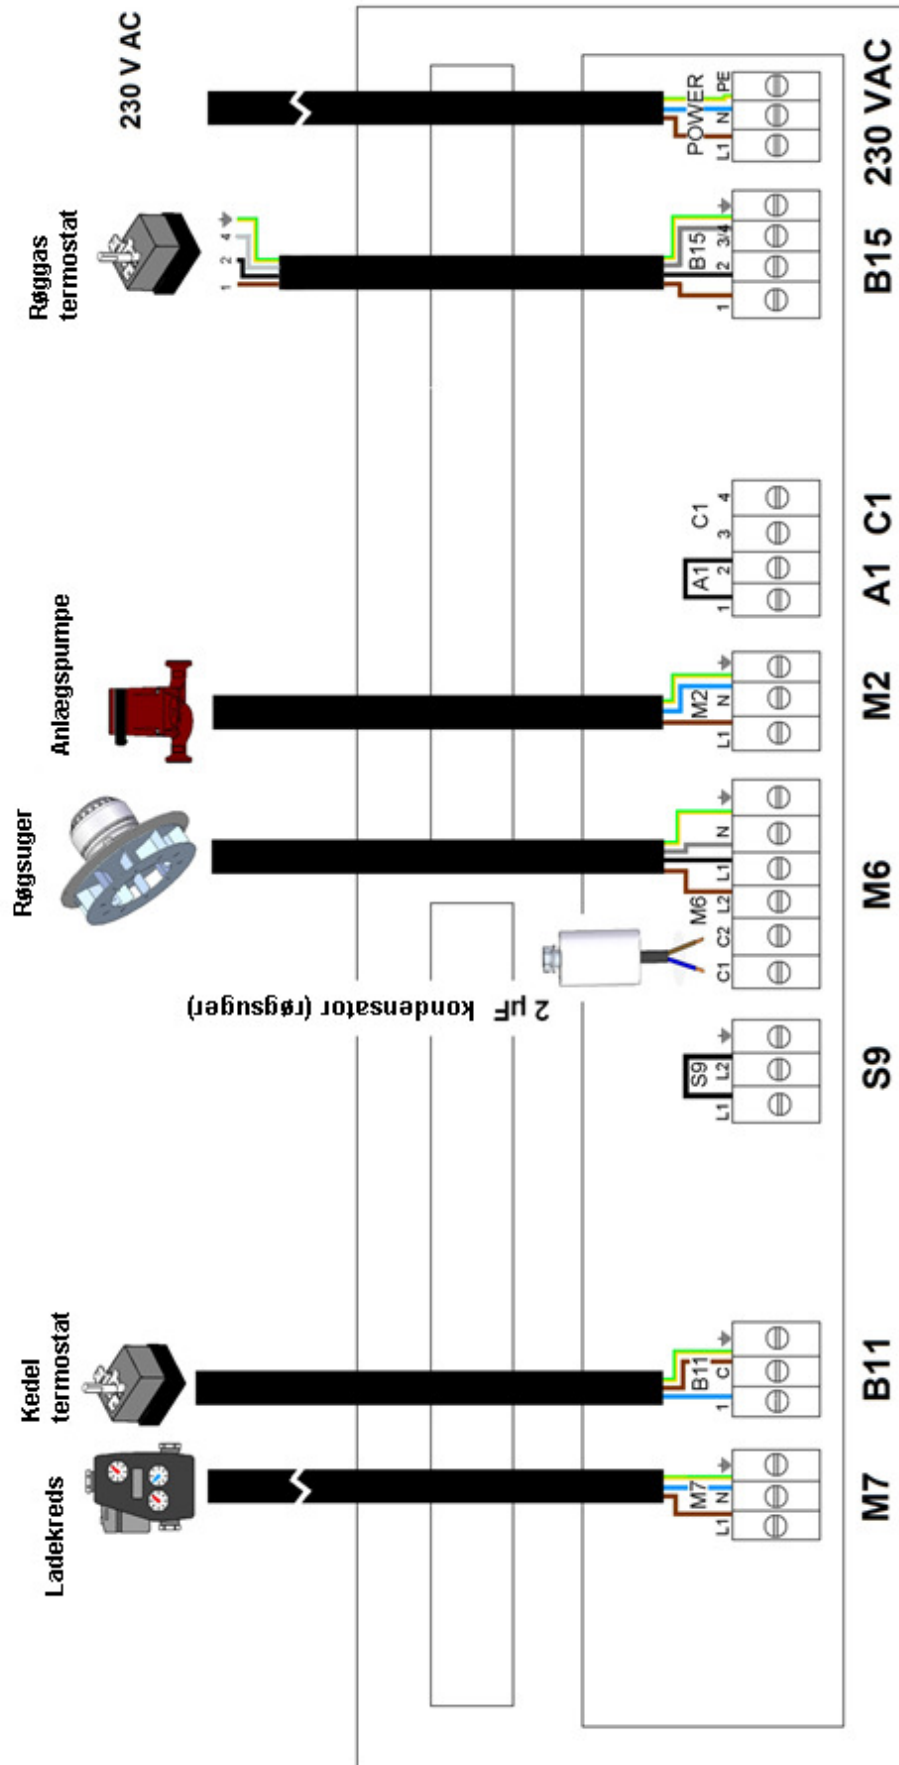 230 V AC
POWER
L1 N PE
230 VAC
Røggas
termostat
1 2 4
B15
1 2 3/4
B15
A1 C1
1 2 3 4
A1 C1
Anlægspumpe
M2
L1 N
M2
Røgsuger
2 µF kondensator (røgsuger)
M6
C1 C2 L2 L1 N
M6
S9
L1 L2
S9
Kedel
termostat
B11
1 C
B11
Ladekreds
M7
L1 N
M7